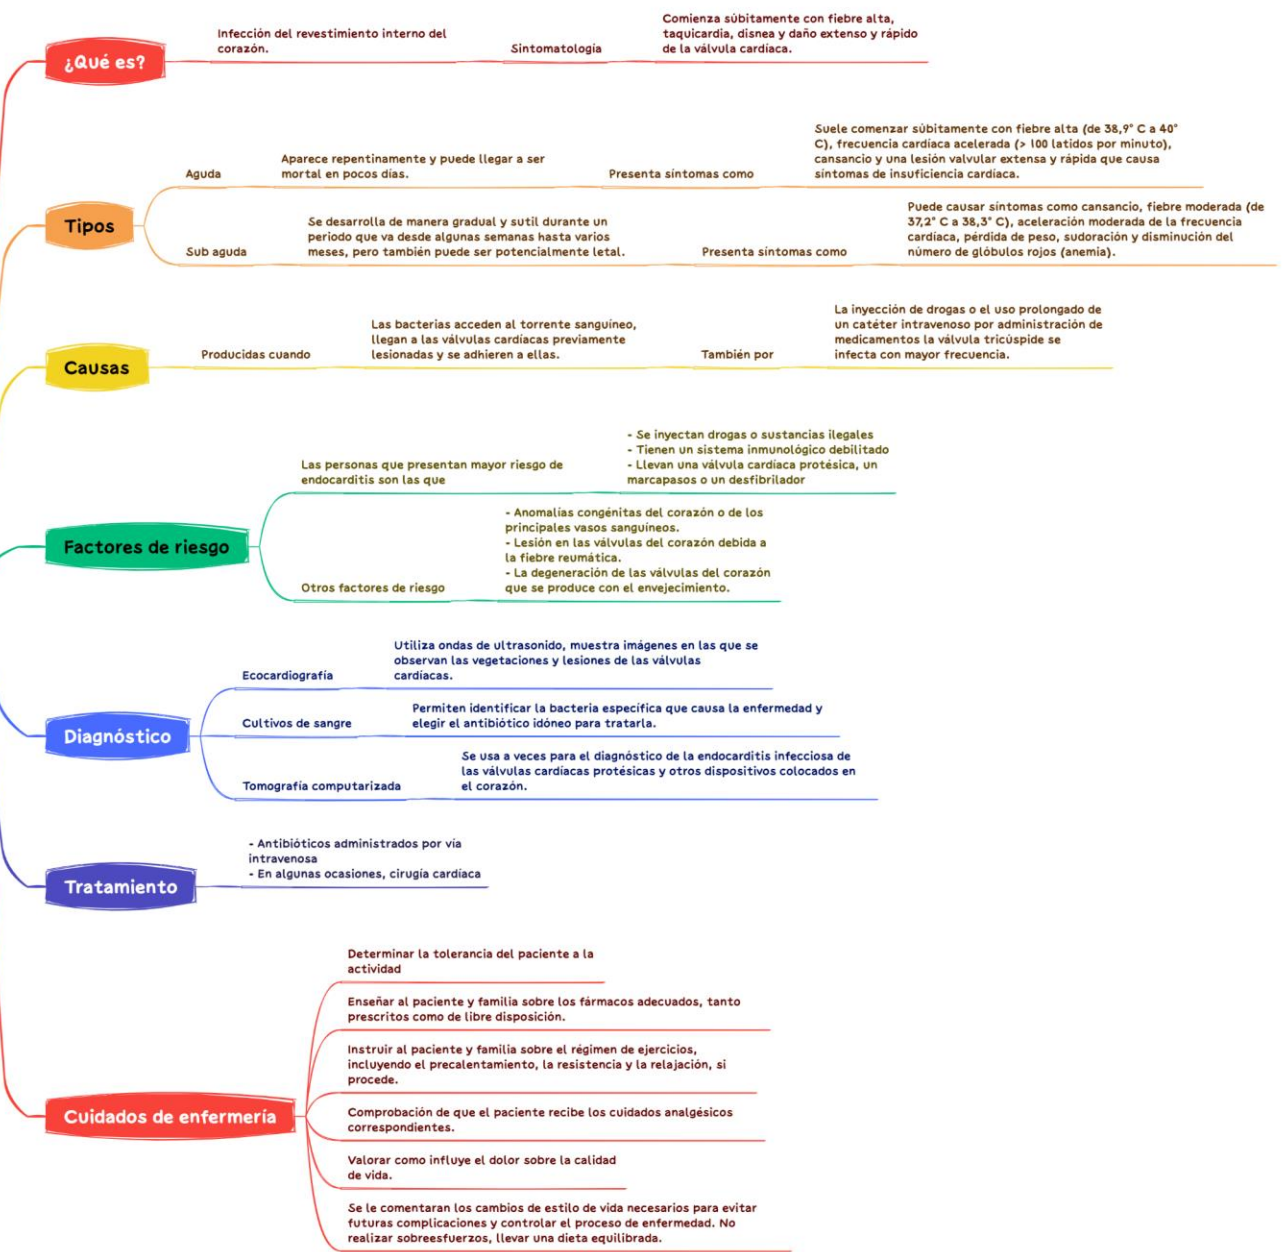 ¿Qué es?
Infección del revestimiento interno del
corazón.
Sintomatología
Comienza súbitamente con fiebre alta,
taquicardia, disnea y daño extenso y rápido
de la válvula cardíaca.
Tipos
Aguda
Aparece repentinamente y puede llegar a ser
mortal en pocos días.
Presenta síntomas como
Suele comenzar súbitamente con fiebre alta (de 38,9° C a 40°
C), frecuencia cardíaca acelerada (> 100 latidos por minuto),
cansancio y una lesión valvular extensa y rápida que causa
síntomas de insuficiencia cardíaca.
Sub aguda
Se desarrolla de manera gradual y sutil durante un
periodo que va desde algunas semanas hasta varios
meses, pero también puede ser potencialmente letal.
Presenta síntomas como
Puede causar síntomas como cansancio, fiebre moderada (de
37,2° C a 38,3° C), aceleración moderada de la frecuencia
cardíaca, pérdida de peso, sudoración y disminución del
número de glóbulos rojos (anemia).
Causas
Producidas cuando
Las bacterias acceden al torrente sanguíneo,
llegan a las válvulas cardíacas previamente
lesionadas y se adhieren a ellas.
También por
La inyección de drogas o el uso prolongado de
un catéter intravenoso por administración de
medicamentos la válvula tricúspide se
infecta con mayor frecuencia.
Factores de riesgo
Las personas que presentan mayor riesgo de
endocarditis son las que
- Se inyectan drogas o sustancias ilegales
- Tienen un sistema inmunológico debilitado
- Llevan una válvula cardíaca protésica, un
marcapasos o un desfibrilador
Otros factores de riesgo
- Anomalías congénitas del corazón o de los
principales vasos sanguíneos.
- Lesión en las válvulas del corazón debida a
la fiebre reumática.
- La degeneración de las válvulas del corazón
que se produce con el envejecimiento.
Diagnóstico
Ecocardiografía
Utiliza ondas de ultrasonido, muestra imágenes en las que se
observan las vegetaciones y lesiones de las válvulas
cardíacas.
Cultivos de sangre
Permiten identificar la bacteria específica que causa la enfermedad y
elegir el antibiótico idóneo para tratarla.
Tomografía computarizada
Se usa a veces para el diagnóstico de la endocarditis infecciosa de
las válvulas cardíacas protésicas y otros dispositivos colocados en
el corazón.
Tratamiento
- Antibióticos administrados por vía
intravenosa
- En algunas ocasiones, cirugía cardíaca
Cuidados de enfermería
Determinar la tolerancia del paciente a la
actividad
Enseñar al paciente y familia sobre los fármacos adecuados, tanto
prescritos como de libre disposición.
Instruir al paciente y familia sobre el régimen de ejercicios,
incluyendo el precalentamiento, la resistencia y la relajación, si
procede.
Comprobación de que el paciente recibe los cuidados analgésicos
correspondientes.
Valorar como influye el dolor sobre la calidad
de vida.
Se le comentaran los cambios de estilo de vida necesarios para evitar
futuras complicaciones y controlar el proceso de enfermedad. No
realizar sobreesfuerzos, llevar una dieta equilibrada.